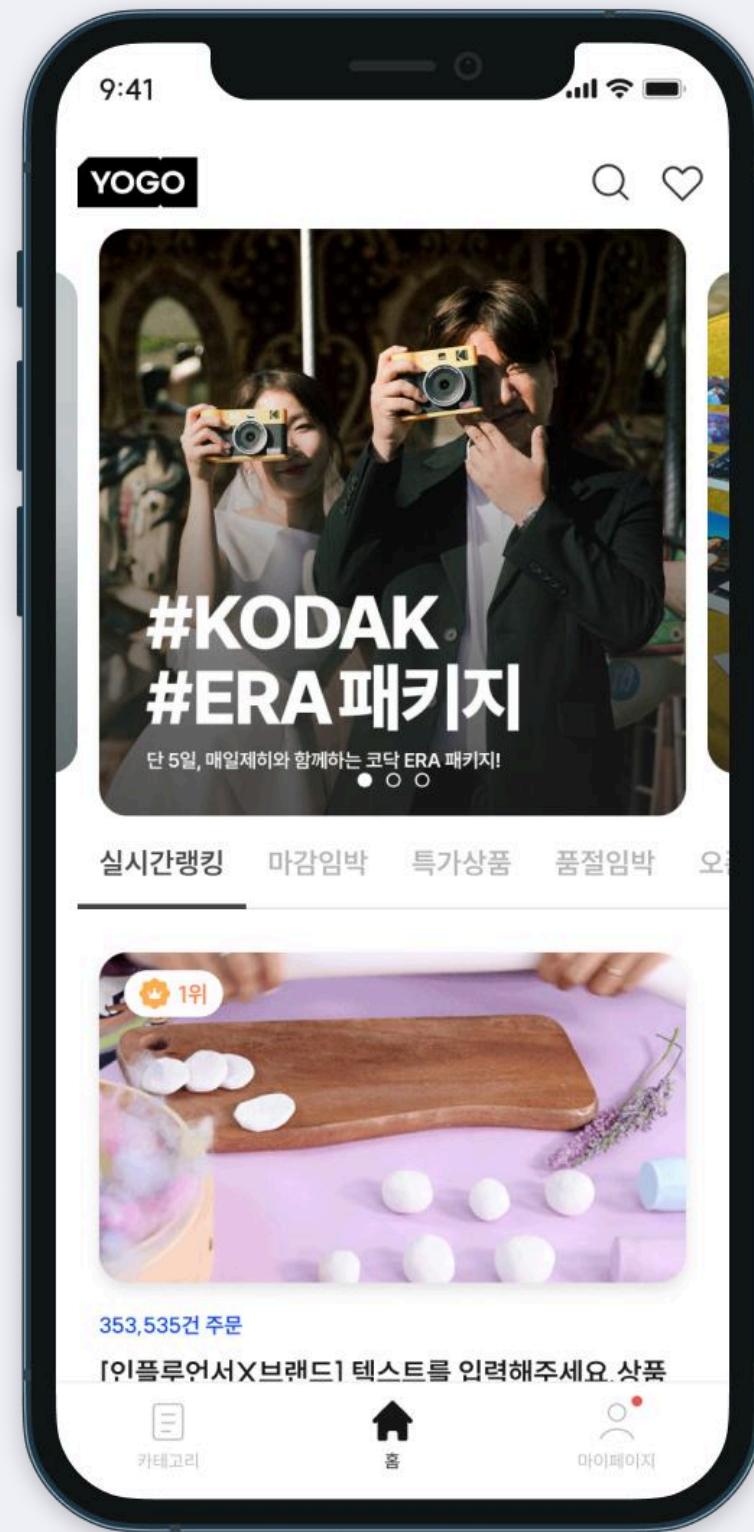 9:41
YOGO
#KODAK
#ERA 패키지
단 5일, 매일제히와 함께하는 코닥 ERA 패키지!
실시간랭킹 마감임박 특가상품 품절임박 오픈
1위
353,535건 주문
[인플루언서X브랜드] 텍스트를 입력해주세요. 상품
카테고리 홈 마이페이지